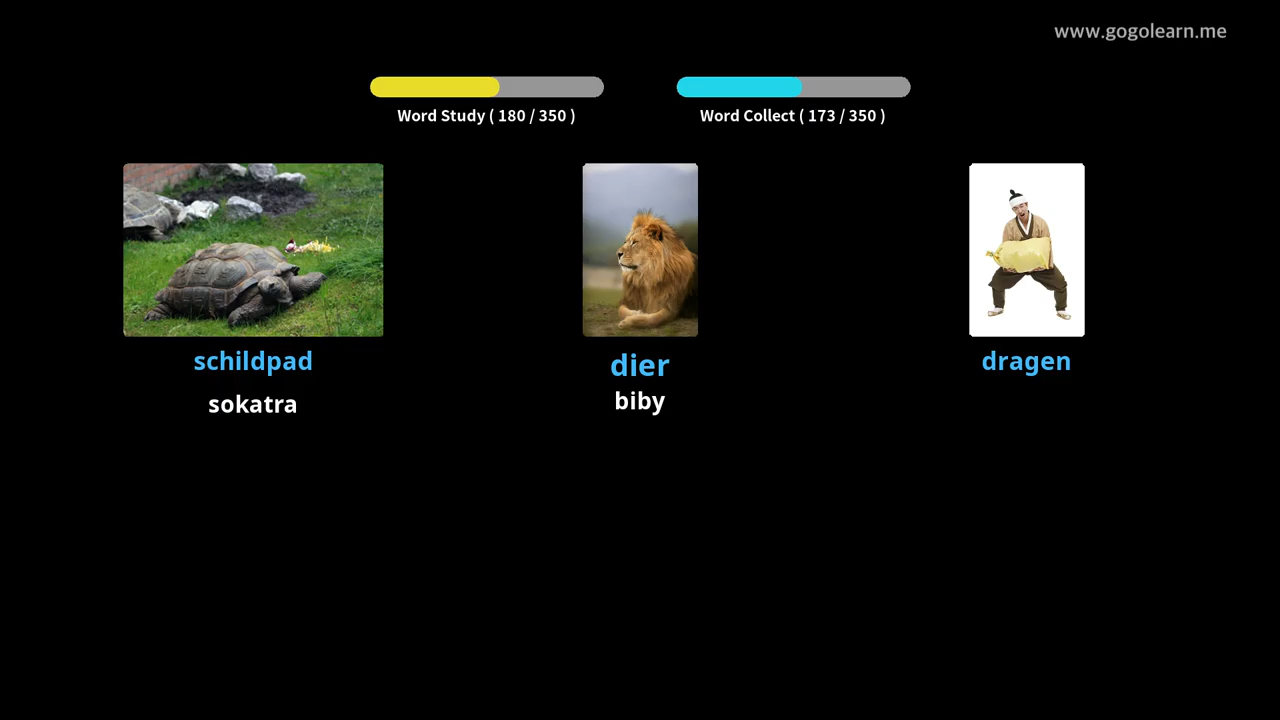 www.gogolearn.me
Word Study ( 180 / 350 )
Word Collect ( 173 / 350 )
schildpad
sokatra
dier
biby
dragen